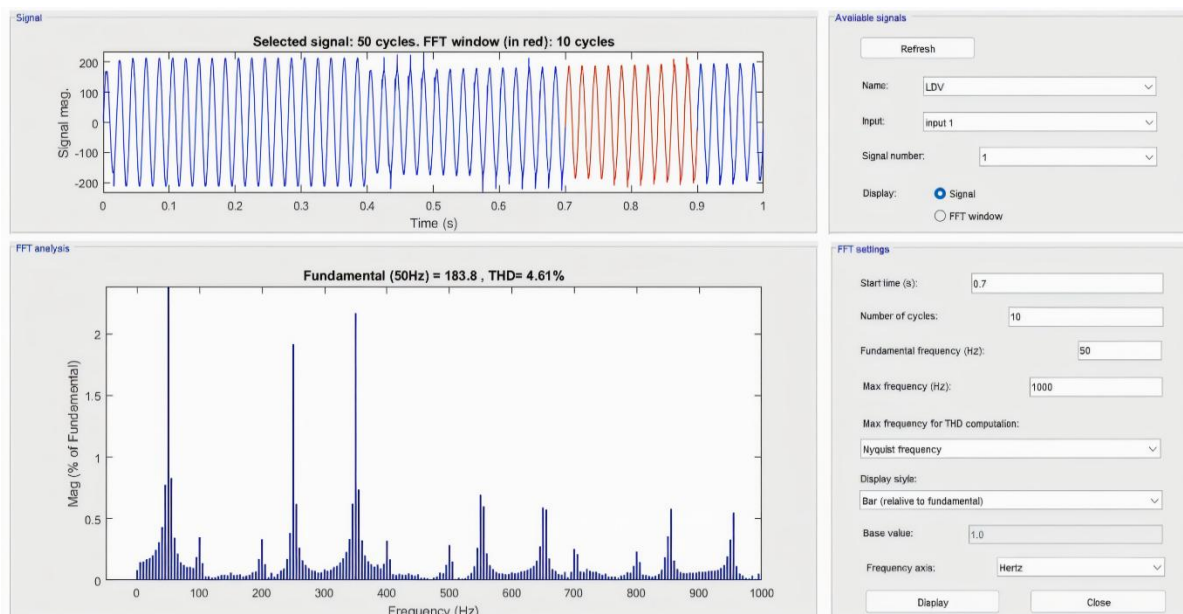 Signal
Selected signal: 50 cycles. FFT window (in red): 10 cycles
Signal mag.
200
100
0
-100
-200
0 0.1 0.2 0.3 0.4 0.5 0.6 0.7 0.8 0.9 1
Time (s)
FFT analysis
Fundamental (50Hz) = 183.8 , THD= 4.61%
Mag (% of Fundamental)
2
1.5
1
0.5
0
0 100 200 300 400 500 600 700 800 900 1000
Frequency (Hz)
Available signals
Refresh
Name: LDV
Input: input 1
Signal number: 1
Display: Signal
FFT window
FFT settings
Start time (s): 0.7
Number of cycles: 10
Fundamental frequency (Hz): 50
Max frequency (Hz): 1000
Max frequency for THD computation:
Nyquist frequency
Display style:
Bar (relative to fundamental)
Base value: 1.0
Frequency axis: Hertz
Display Close